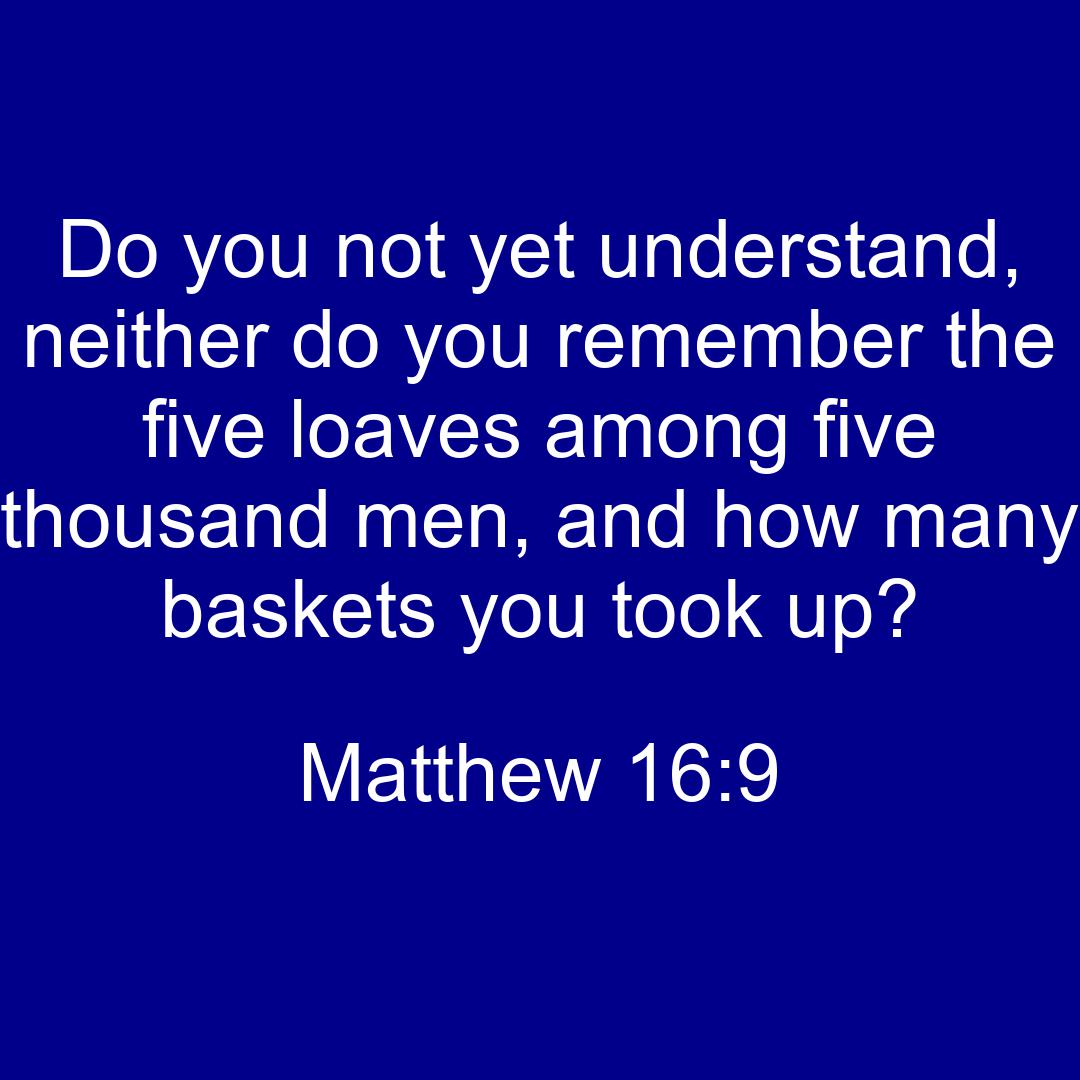 Do you not yet understand,
neither do you remember the
five loaves among five
thousand men, and how many
baskets you took up?
Matthew 16:9